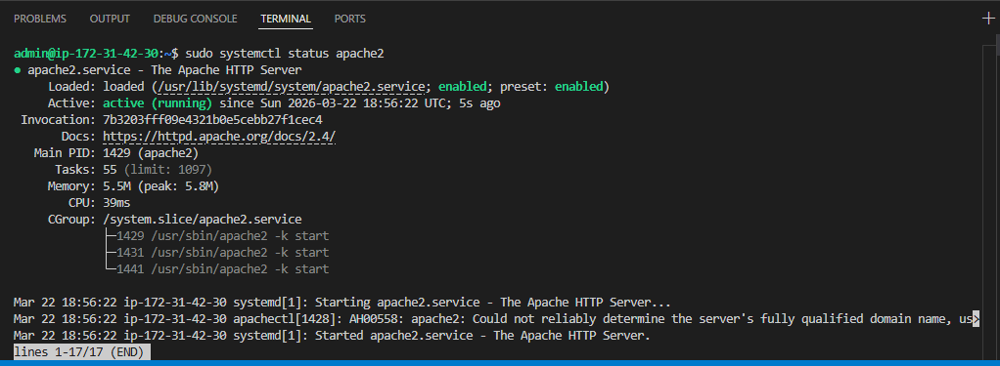 PROBLEMS OUTPUT DEBUG CONSOLE TERMINAL PORTS
admin@ip-172-31-42-30:~$ sudo systemctl status apache2
● apache2.service - The Apache HTTP Server
Loaded: loaded (/usr/lib/systemd/system/apache2.service; enabled; preset: enabled)
Active: active (running) since Sun 2026-03-22 18:56:22 UTC; 5s ago
Invocation: 7b3203fff09e4321b0e5cebb27f1cec4
Docs: https://httpd.apache.org/docs/2.4/
Main PID: 1429 (apache2)
Tasks: 55 (limit: 1097)
Memory: 5.5M (peak: 5.8M)
CPU: 39ms
CGroup: /system.slice/apache2.service
├─1429 /usr/sbin/apache2 -k start
├─1431 /usr/sbin/apache2 -k start
└─1441 /usr/sbin/apache2 -k start
Mar 22 18:56:22 ip-172-31-42-30 systemd[1]: Starting apache2.service - The Apache HTTP Server...
Mar 22 18:56:22 ip-172-31-42-30 apachectl[1428]: AH00558: apache2: Could not reliably determine the server's fully qualified domain name, us>
Mar 22 18:56:22 ip-172-31-42-30 systemd[1]: Started apache2.service - The Apache HTTP Server.
lines 1-17/17 (END)